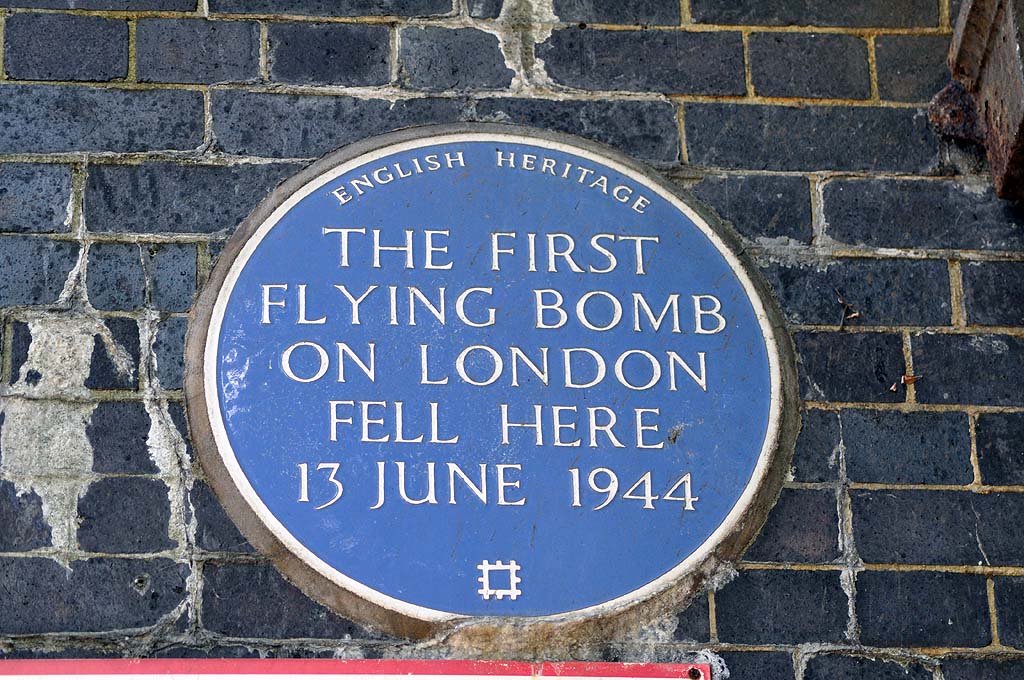 ENGLISH HERITAGE
THE FIRST
FLYING BOMB
ON LONDON
FELL HERE
13 JUNE 1944